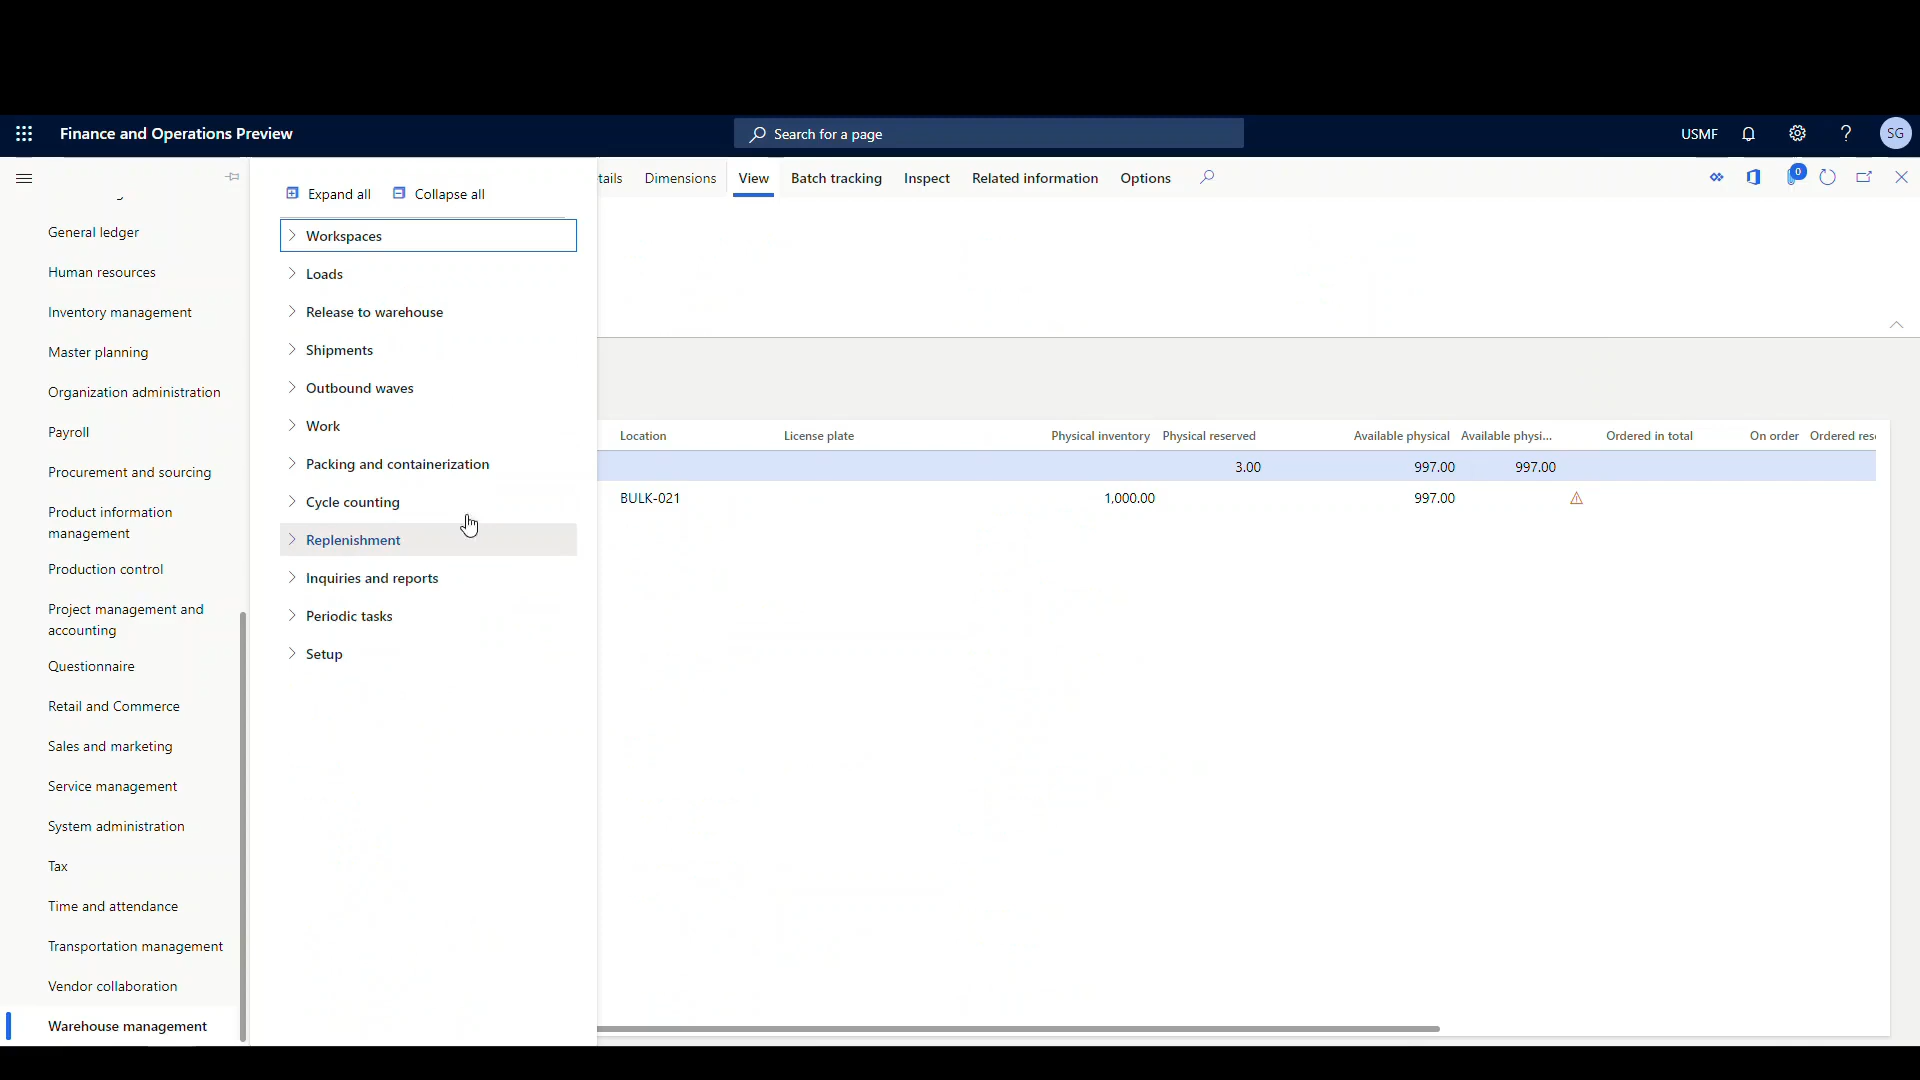 Finance and Operations Preview
Search for a page
USMF
?
SG
Expand all
Collapse all
tails
Dimensions
View
Batch tracking
Inspect
Related information
Options
0
General ledger
Human resources
Inventory management
Master planning
Organization administration
Payroll
Procurement and sourcing
Product information
management
Production control
Project management and
accounting
Questionnaire
Retail and Commerce
Sales and marketing
Service management
System administration
Tax
Time and attendance
Transportation management
Vendor collaboration
Warehouse management
Workspaces
Loads
Release to warehouse
Shipments
Outbound waves
Work
Packing and containerization
Cycle counting
Replenishment
Inquiries and reports
Periodic tasks
Setup
Location License plate Physical inventory Physical reserved Available physical Available physi... Ordered in total On order Ordered rese
3.00 997.00 997.00
BULK-021 1,000.00 997.00